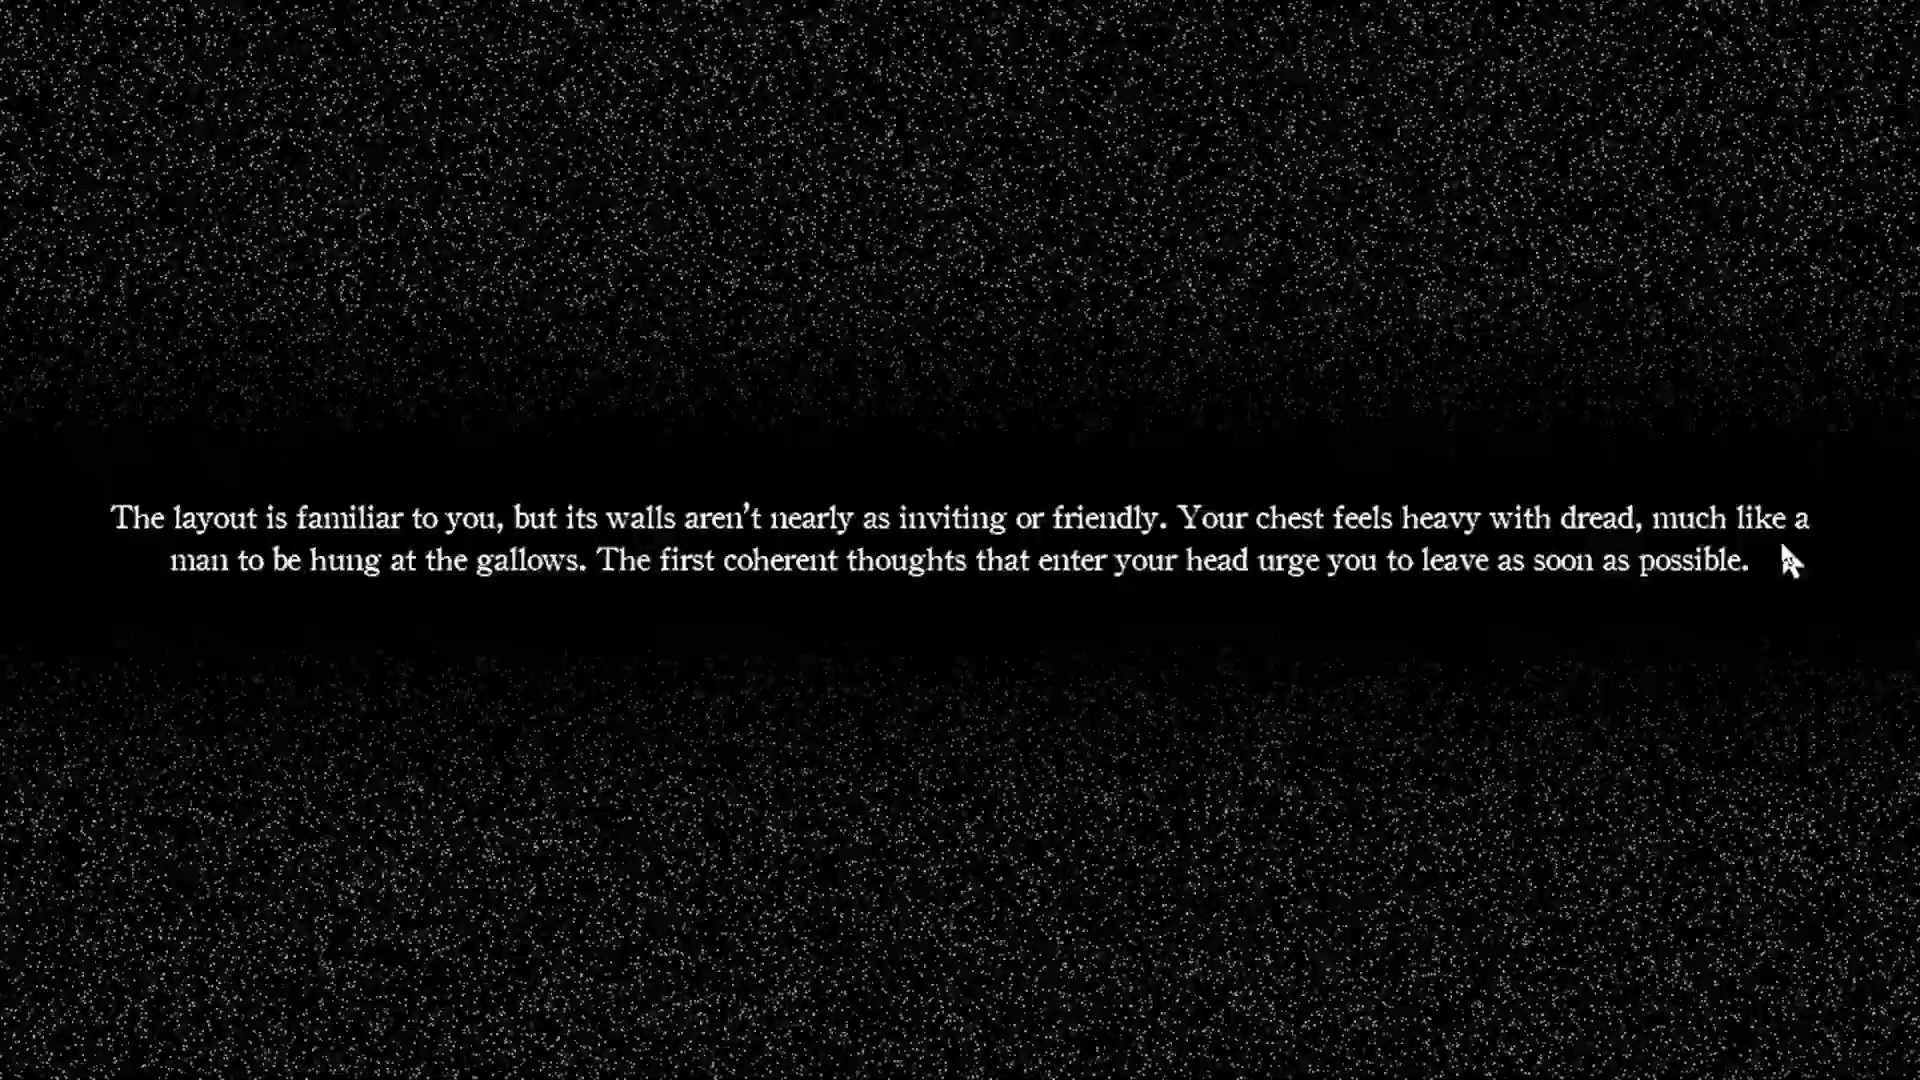 The layout is familiar to you, but its walls aren't nearly as inviting or friendly. Your chest feels heavy with dread, much like a
man to be hung at the gallows. The first coherent thoughts that enter your head urge you to leave as soon as possible.